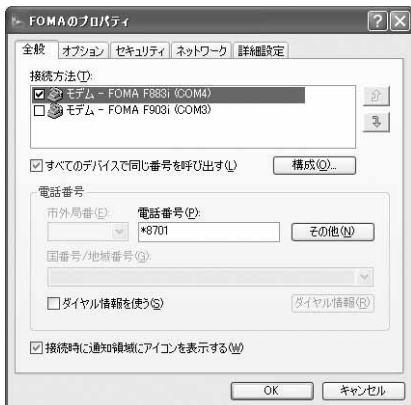 FOMAのプロパティ
全般 オプション セキュリティ ネットワーク 詳細設定
接続方法(T):
モデム - FOMA F883i (COM4)
モデム - FOMA F903i (COM3)
すべてのデバイスで同じ番号を呼び出す(L) 構成(O)...
電話番号
市外局番(E): 電話番号(P):
*8701 その他(N)
国番号/地域番号(G):
ダイヤル情報を使う(S) ダイヤル情報(R)
接続時に通知領域にアイコンを表示する(W)
OK キャンセル